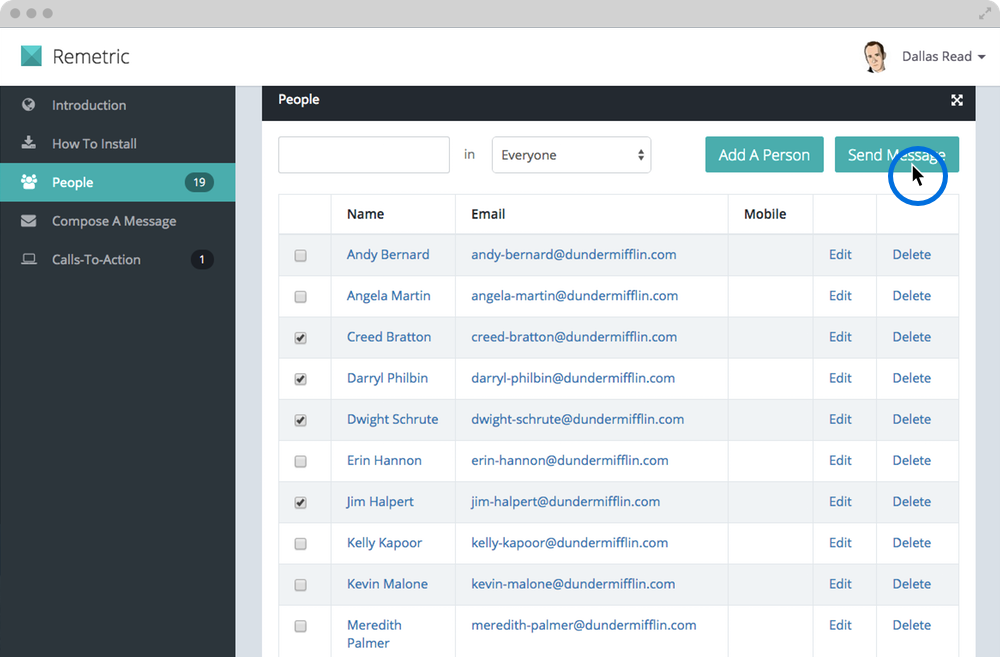 Remetric
Dallas Read
Introduction
How To Install
People 19
Compose A Message
Calls-To-Action 1
People
in Everyone Add A Person Send Message
Name Email Mobile
Andy Bernard andy-bernard@dundermifflin.com Edit Delete
Angela Martin angela-martin@dundermifflin.com Edit Delete
Creed Bratton creed-bratton@dundermifflin.com Edit Delete
Darryl Philbin darryl-philbin@dundermifflin.com Edit Delete
Dwight Schrute dwight-schrute@dundermifflin.com Edit Delete
Erin Hannon erin-hannon@dundermifflin.com Edit Delete
Jim Halpert jim-halpert@dundermifflin.com Edit Delete
Kelly Kapoor kelly-kapoor@dundermifflin.com Edit Delete
Kevin Malone kevin-malone@dundermifflin.com Edit Delete
Meredith meredith-palmer@dundermifflin.com Edit Delete
Palmer